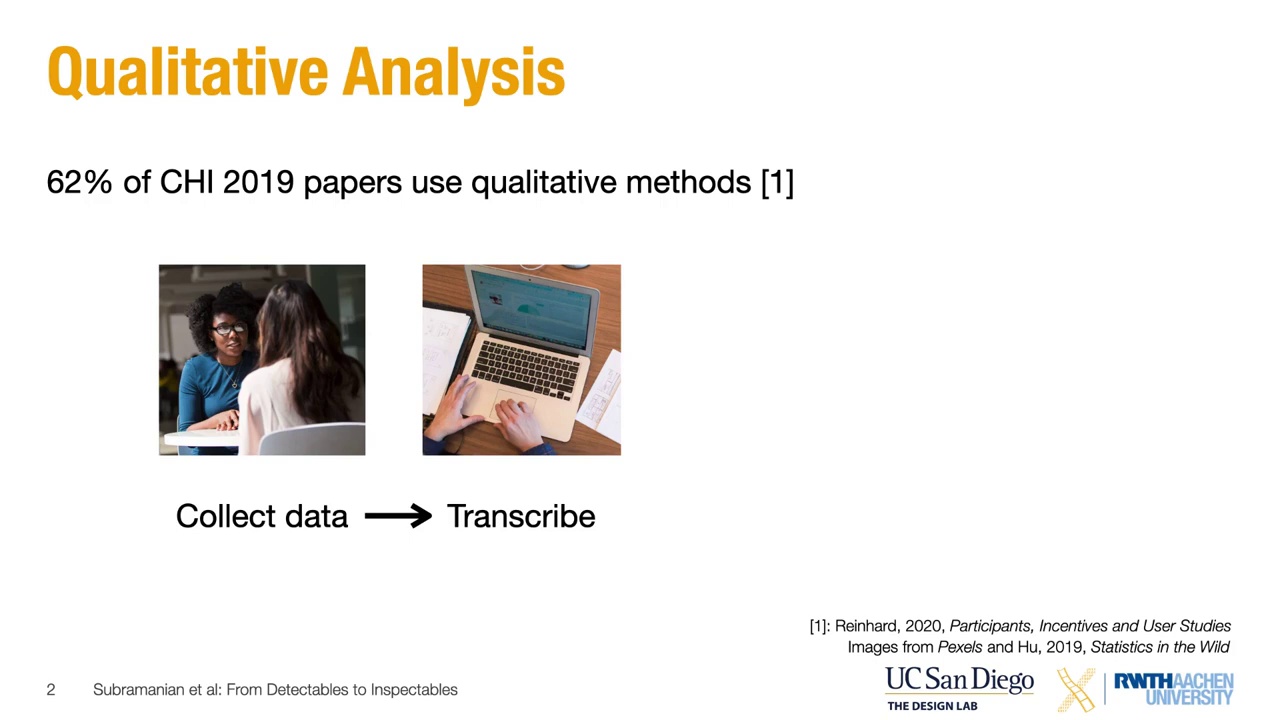 Qualitative Analysis
62% of CHI 2019 papers use qualitative methods [1]
Collect data → Transcribe
[1]: Reinhard, 2020, Participants, Incentives and User Studies
Images from Pexels and Hu, 2019, Statistics in the Wild
2 Subramanian et al: From Detectables to Inspectables
UC San Diego
THE DESIGN LAB
RWTHAACHEN
UNIVERSITY